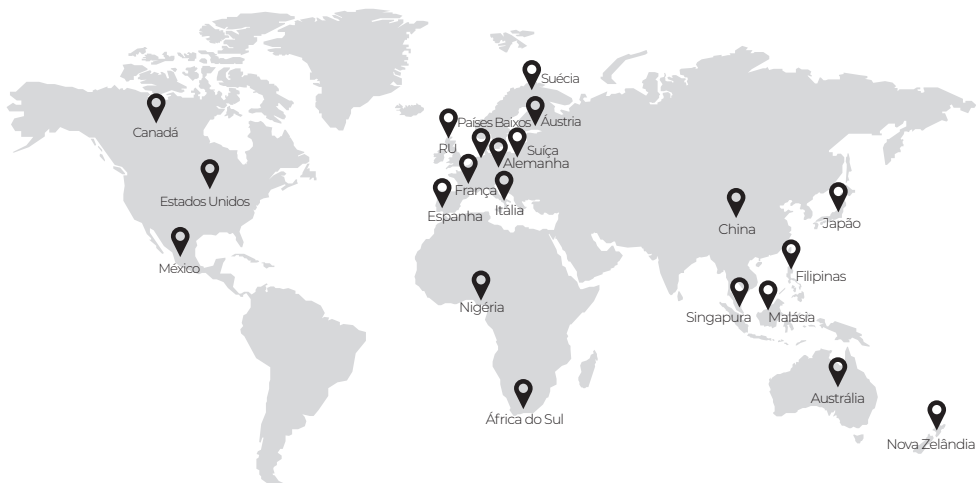 Suécia
Países Baixos
Áustria
Canadá
RU
Suíça
Alemanha
França
Estados Unidos
Itália
Espanha
Japão
China
México
Filipinas
Nigéria
Singapura
Malásia
Austrália
África do Sul
Nova Zelândia